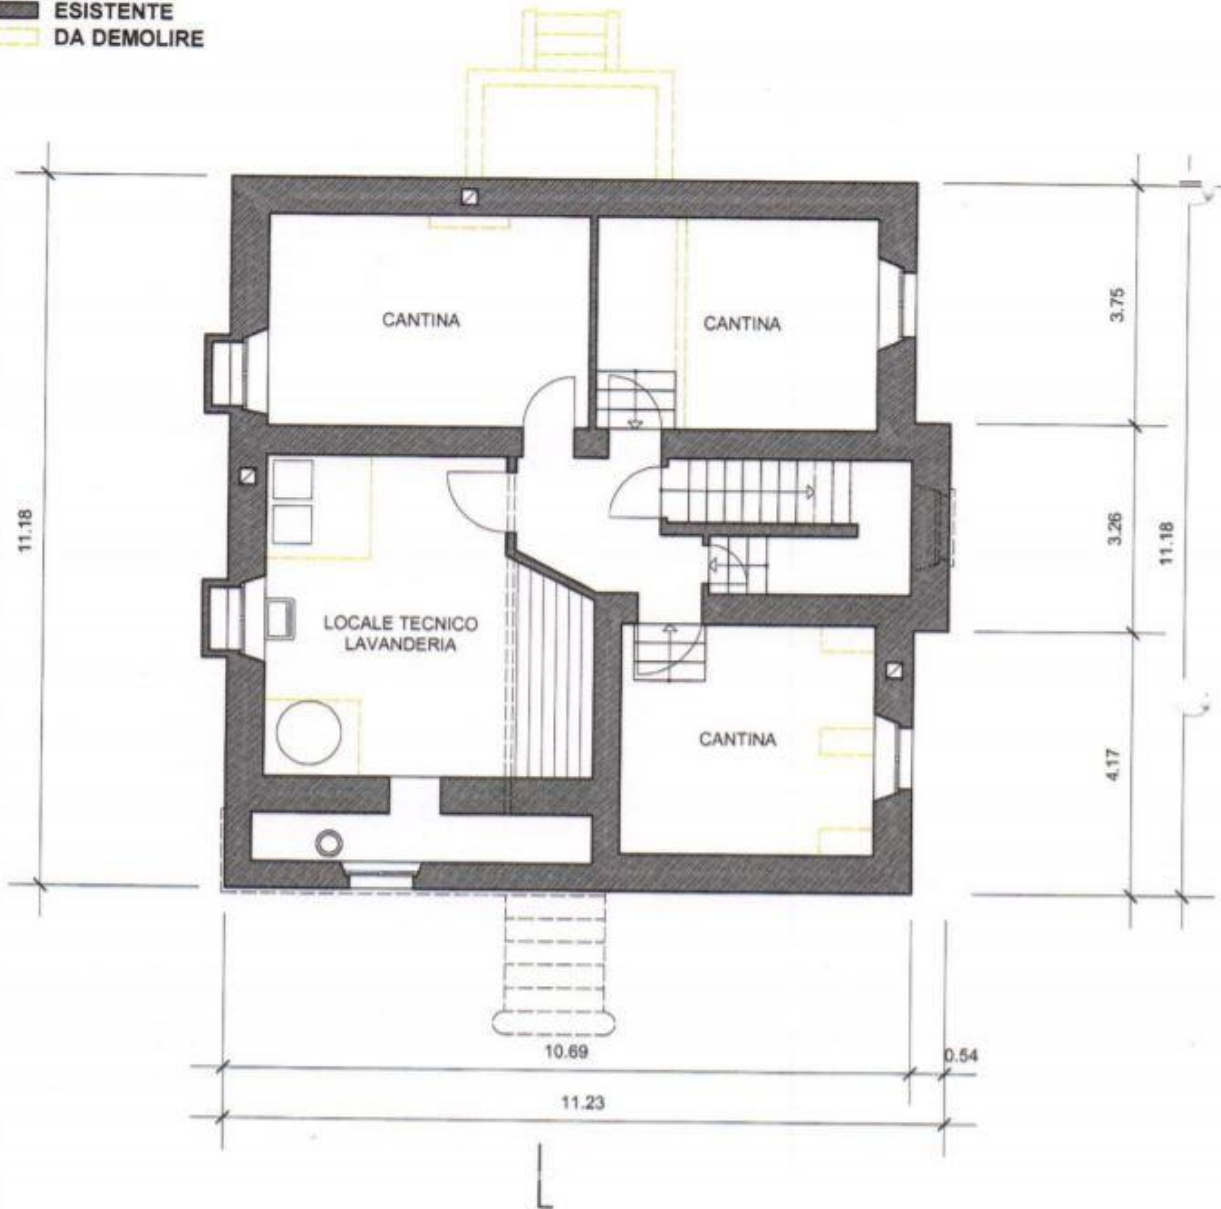 ESISTENTE
DA DEMOLIRE
CANTINA
CANTINA
3.75
11.18
3.26
11.18
LOCALE TECNICO
LAVANDERIA
CANTINA
4.17
10.69
0.54
11.23